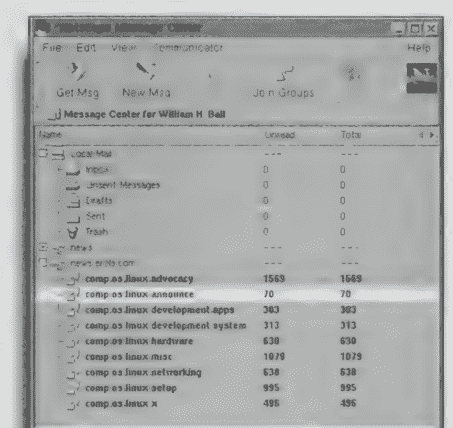 Message Center
File Edit View Communicator Help
Get Msg New Msg Join Groups
Message Center for William H. Ball
Name Unread Total
Local Mail --- ---
Inbox 0 0
Unsent Messages 0 0
Drafts 0 0
Sent 0 0
Trash 0 0
news --- ---
--- ---
comp.os.linux.advocacy 1569 1569
comp.os.linux.announce 70 70
comp.os.linux.development.apps 303 303
comp.os.linux.development.system 313 313
comp.os.linux.hardware 630 630
comp.os.linux.misc 1079 1079
comp.os.linux.networking 638 638
comp.os.linux.setup 995 995
comp.os.linux.x 496 496